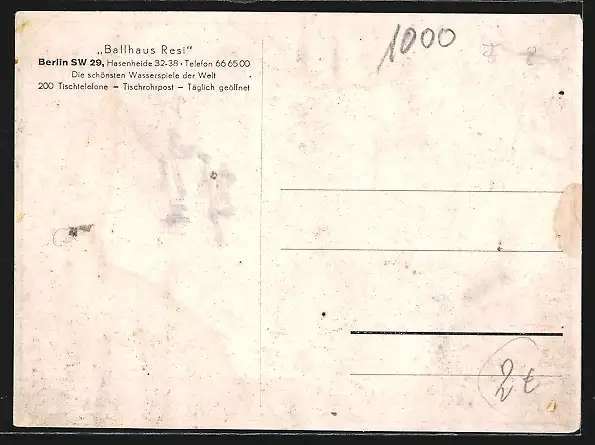 „Ballhaus Resi"
Berlin SW 29, Hasenheide 32-38 · Telefon 66 65 00
Die schönsten Wasserspiele der Welt
200 Tischtelefone – Tischrohrpost – Täglich geöffnet
1000